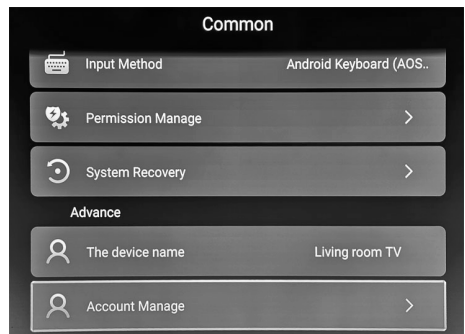 Common
Input Method Android Keyboard (AOS..
Permission Manage
System Recovery
Advance
The device name Living room TV
Account Manage